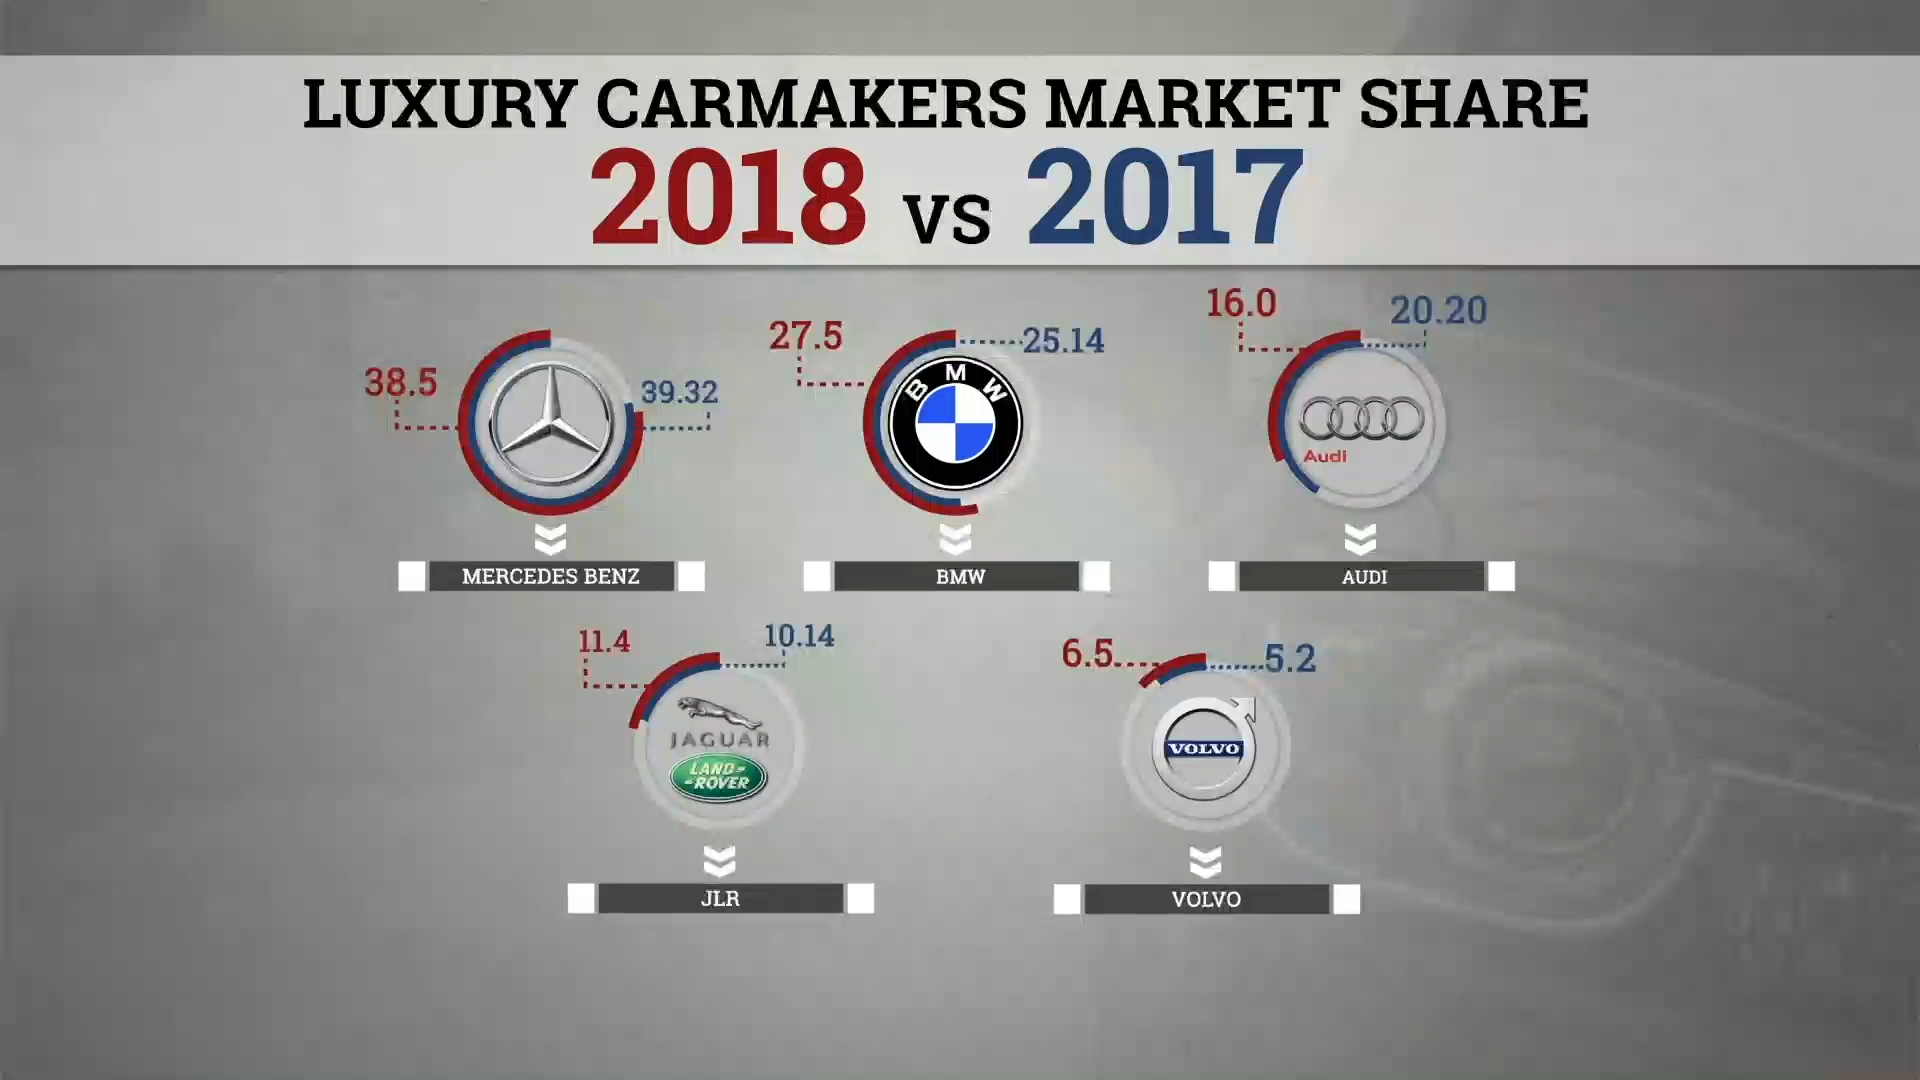 LUXURY CARMAKERS MARKET SHARE
2018 VS 2017
38.5
39.32
MERCEDES BENZ
27.5
25.14
BMW
BMW
16.0
20.20
Audi
AUDI
11.4
10.14
JAGUAR
LAND-
-ROVER
JLR
6.5
5.2
VOLVO
VOLVO